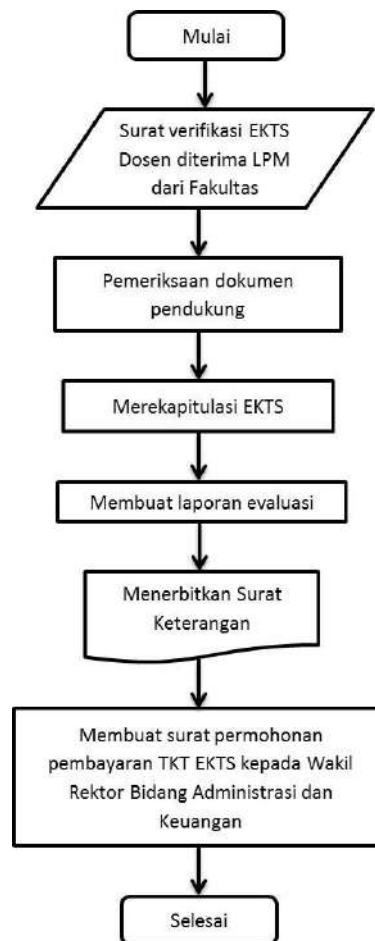 Mulai
Surat verifikasi EKTS
Dosen diterima LPM
dari Fakultas
Pemeriksaan dokumen
pendukung
Merekapitulasi EKTS
Membuat laporan evaluasi
Menerbitkan Surat
Keterangan
Membuat surat permohonan
pembayaran TKT EKTS kepada Wakil
Rektor Bidang Administrasi dan
Keuangan
Selesai